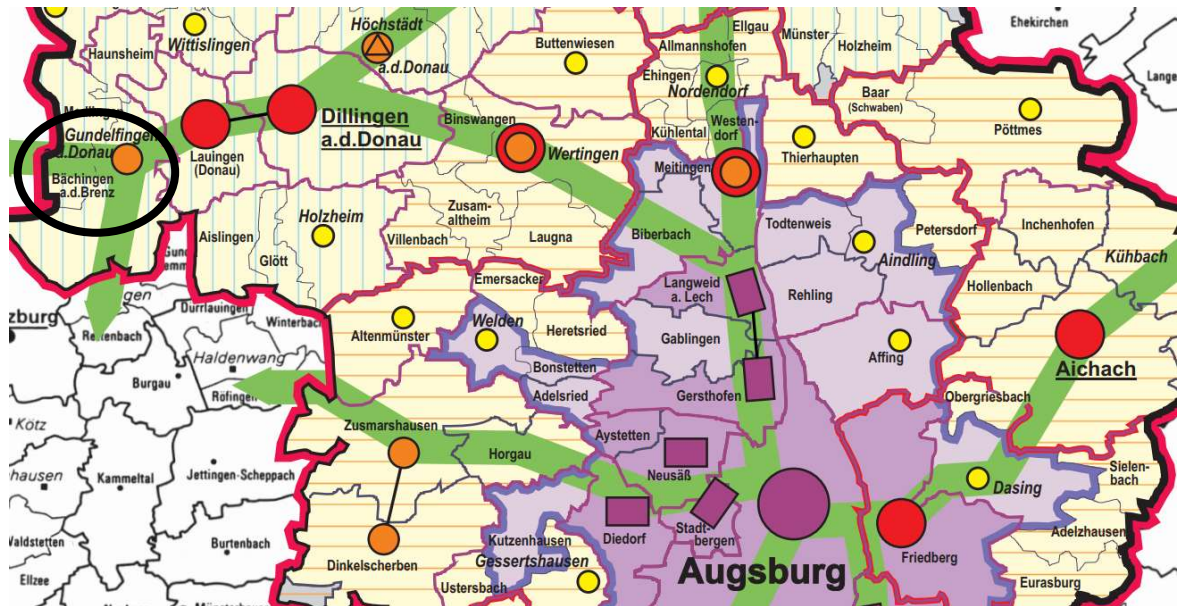 Haunsheim
Wittislingen
Höchstädt
a.d.Donau
Buttenwiesen
Allmannshofen
Ellgau
Münster
Holzheim
Ehekirchen
Ehingen
Nordendorf
Baar
(Schwaben)
Pöttmes
Gundelfingen
a.d.Donau
Bächingen
a.d.Brenz
Lauingen
(Donau)
Dillingen
a.d.Donau
Binswangen
Wertingen
Kühlental
Westen-
dorf
Meitingen
Thierhaupten
Aislingen
Glött
Holzheim
Villenbach
Zusam-
altheim
Laugna
Biberbach
Todtenweis
Aindling
Petersdorf
Inchenhofen
Kühbach
Hollenbach
Emersacker
Langweid
a. Lech
Rehling
Altenmünster
Welden
Heretsried
Gablingen
Affing
Aichach
Bonstetten
Adelsried
Gersthofen
Obergriesbach
zburg
Durrlauingen
Winterbach
Haldenwang
Burgau
Röfingen
Kötz
Zusmarshausen
Horgau
Aystetten
Neusäß
Dasing
Sielen-
bach
hausen
Kammeltal
Jettingen-Scheppach
Waldstetten
Burtenbach
Ellzee
Dinkelscherben
Kutzenhausen
Gessertshausen
Ustersbach
Diedorf
Stadt-
bergen
Augsburg
Friedberg
Adelzhausen
Eurasburg